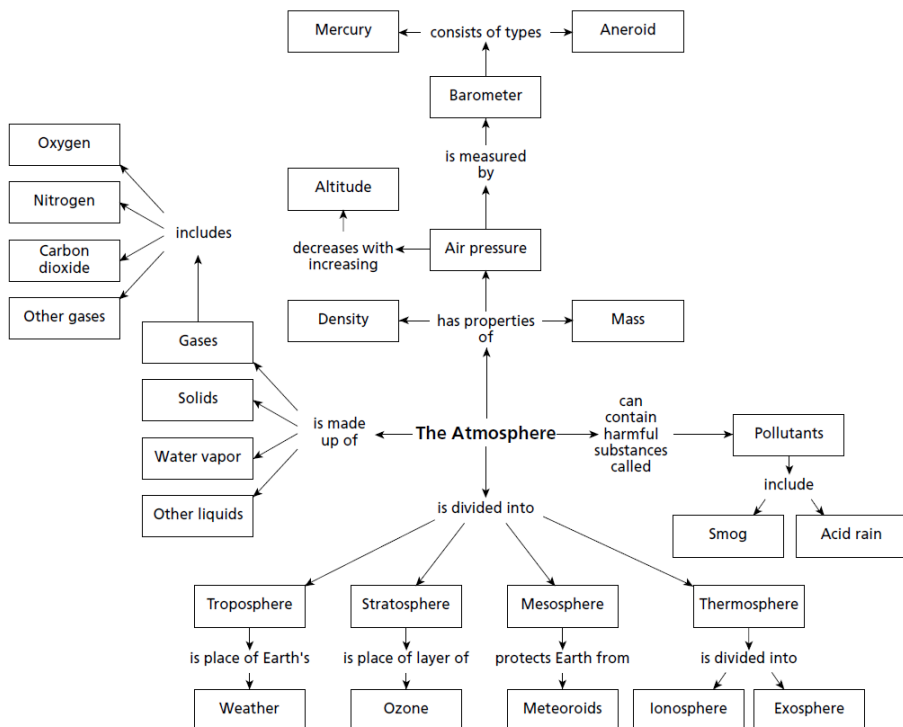 Mercury
consists of types
Aneroid
Barometer
is measured
by
Oxygen
Nitrogen
Carbon
dioxide
Other gases
includes
Altitude
decreases with
increasing
Air pressure
Density
has properties
of
Mass
Gases
Solids
Water vapor
Other liquids
is made
up of
The Atmosphere
can
contain
harmful
substances
called
Pollutants
include
Smog
Acid rain
is divided into
Troposphere
Stratosphere
Mesosphere
Thermosphere
is place of Earth's
is place of layer of
protects Earth from
is divided into
Weather
Ozone
Meteoroids
Ionosphere
Exosphere